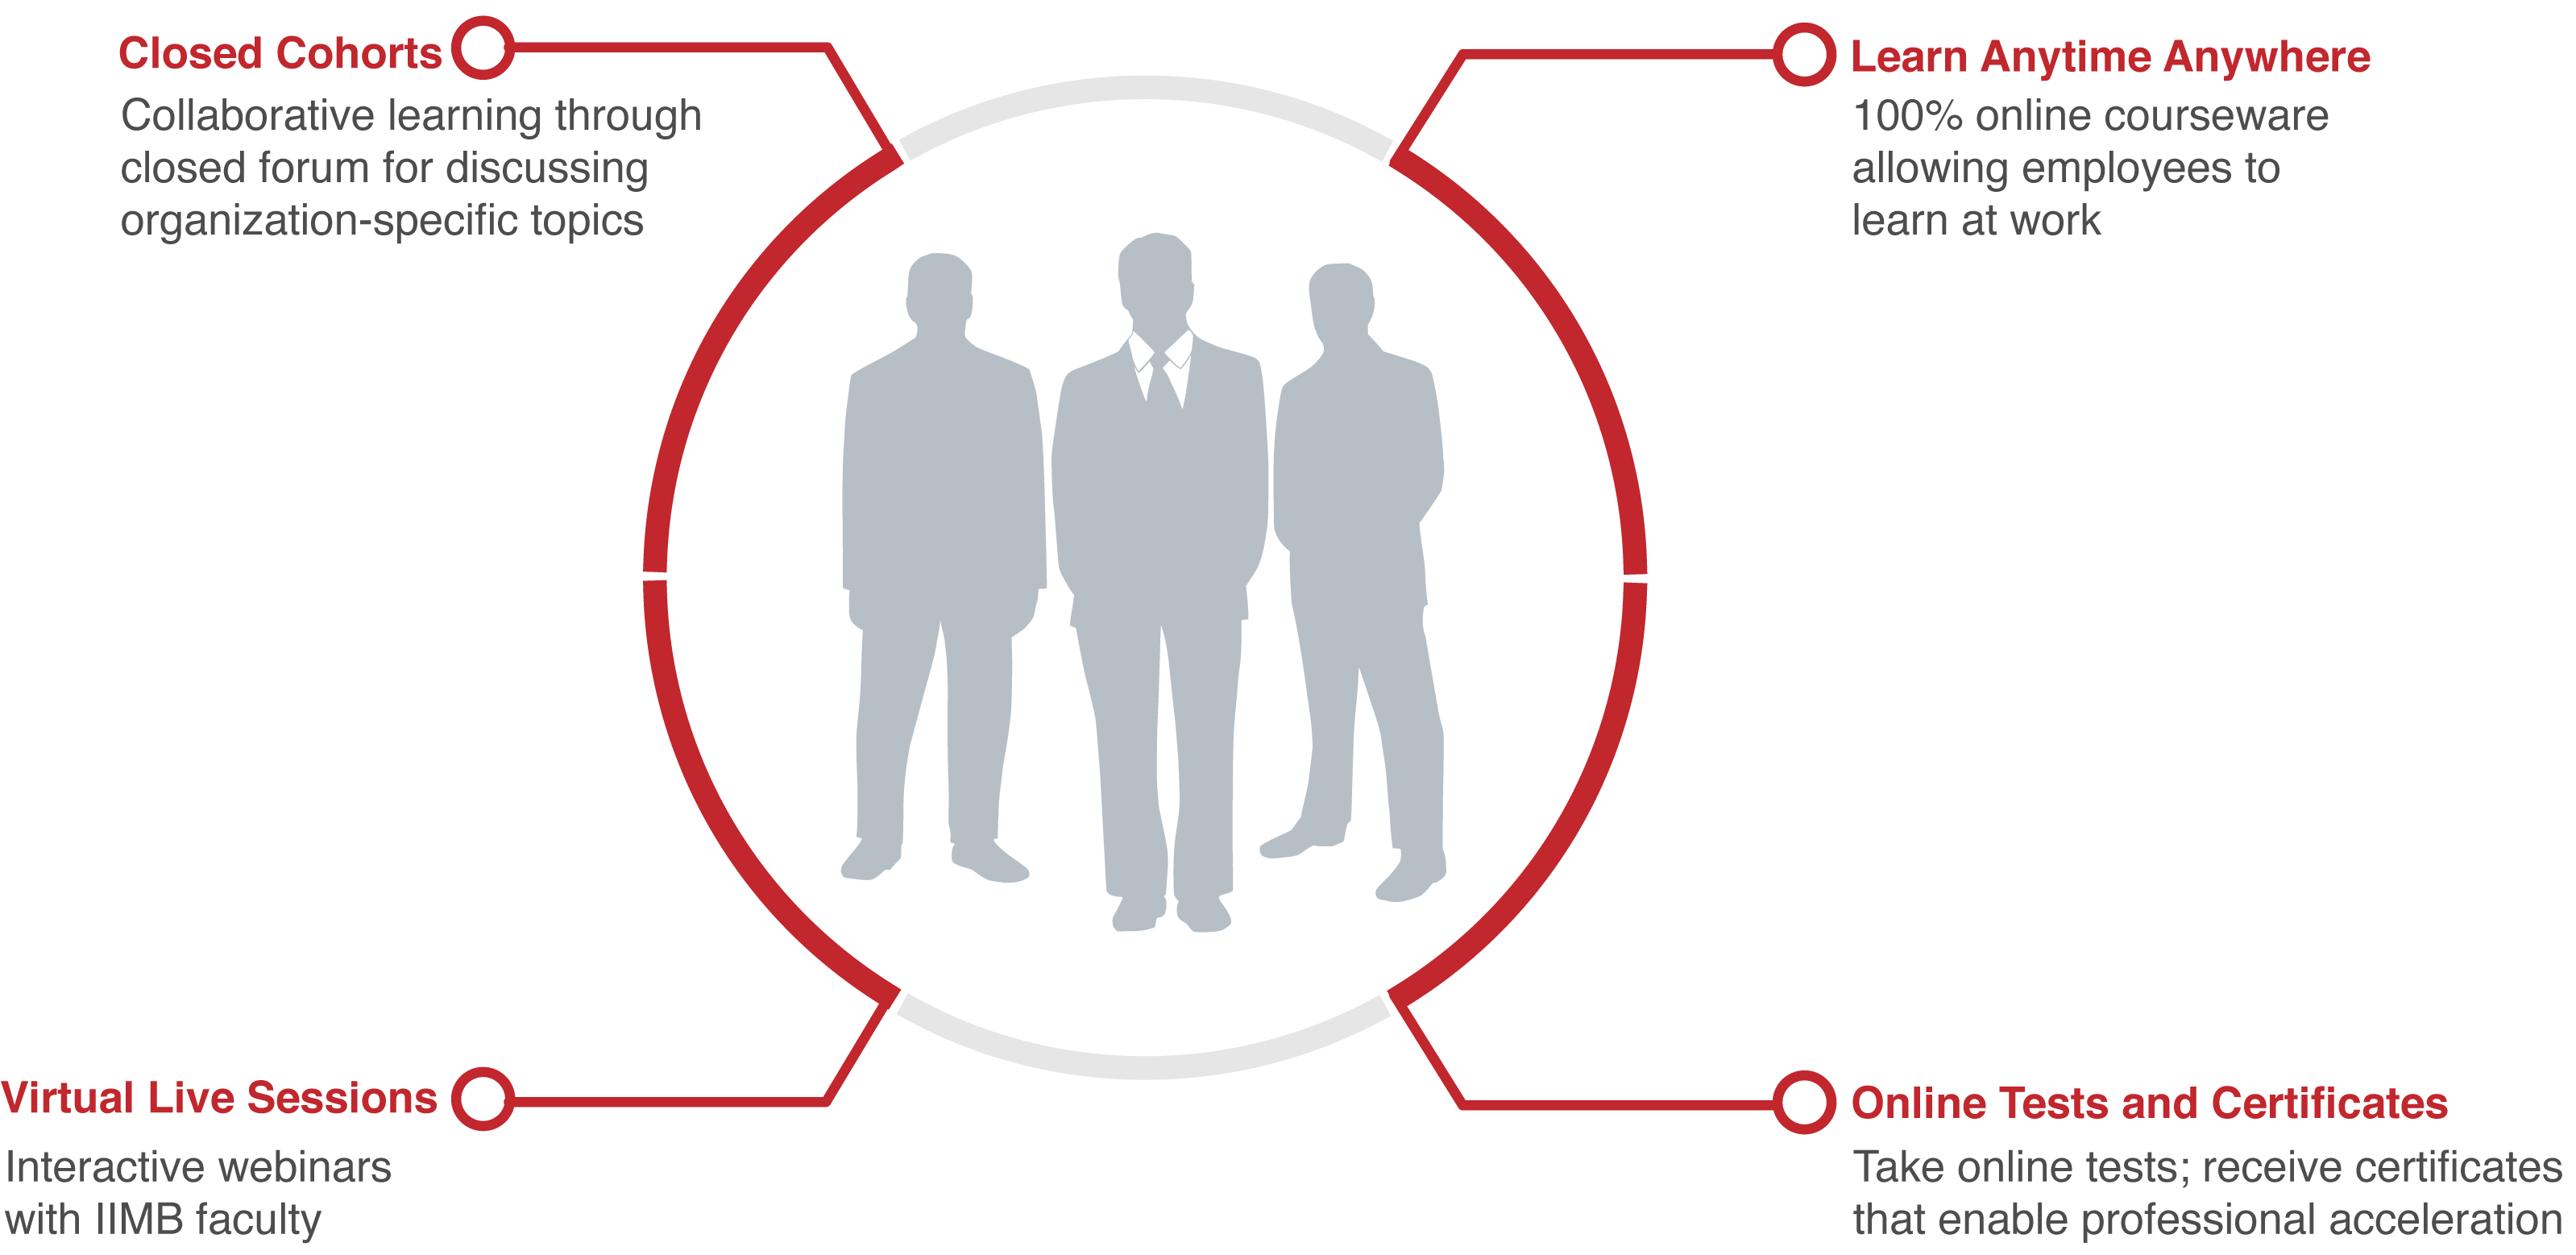 Closed Cohorts
Collaborative learning through
closed forum for discussing
organization-specific topics
Learn Anytime Anywhere
100% online courseware
allowing employees to
learn at work
Virtual Live Sessions
Interactive webinars
with IIMB faculty
Online Tests and Certificates
Take online tests; receive certificates
that enable professional acceleration